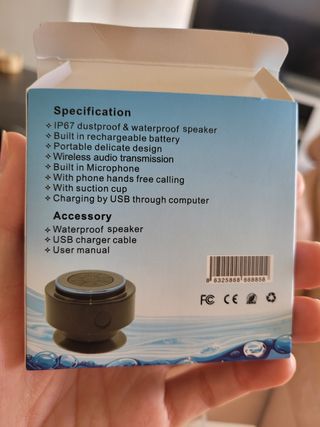 Specification
✧ IP67 dustproof & waterproof speaker
✧ Built in rechargeable battery
✧ Portable delicate design
✧ Wireless audio transmission
✧ Built in Microphone
✧ With phone hands free calling
✧ With suction cup
✧ Charging by USB through computer
Accessory
✧ Waterproof speaker
✧ USB charger cable
✧ User manual
FC CE